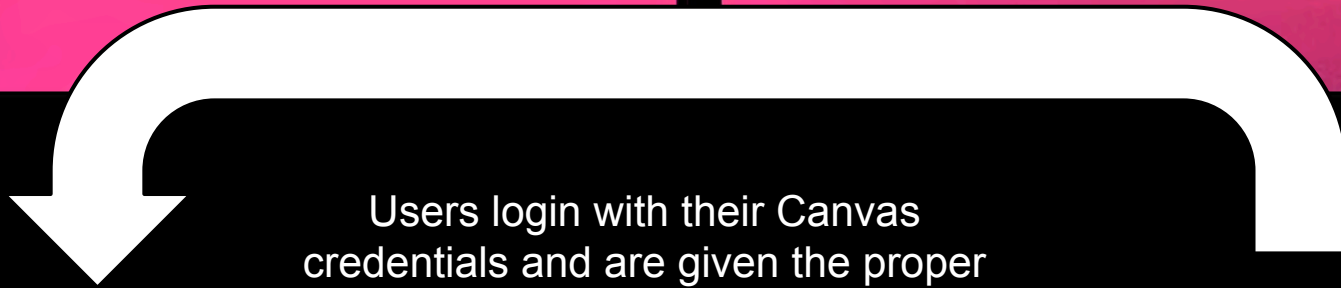 Users login with their Canvas
credentials and are given the proper